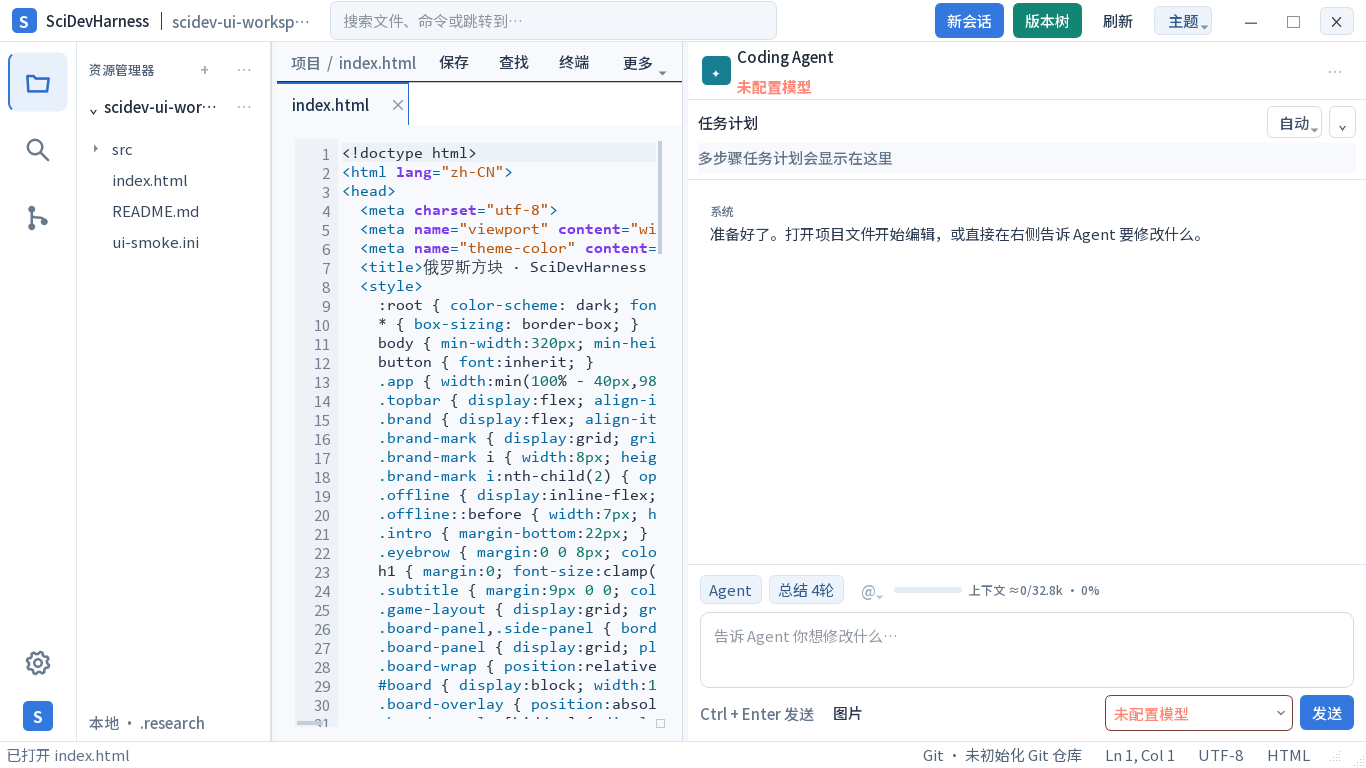 S SciDevHarness scidev-ui-worksp… 搜索文件、命令或跳转到… 新会话 版本树 刷新 主题
资源管理器 + …
scidev-ui-wor… …
src
index.html
README.md
ui-smoke.ini
S
本地 • .research
项目 / index.html 保存 查找 终端 更多
index.html
1 <!doctype html>
2 <html lang="zh-CN">
3 <head>
4 <meta charset="utf-8">
5 <meta name="viewport" content="wi
6 <meta name="theme-color" content=
7 <title>俄罗斯方块 · SciDevHarness
8 <style>
9 :root { color-scheme: dark; fon
10 * { box-sizing: border-box; }
11 body { min-width:320px; min-hei
12 button { font:inherit; }
13 .app { width:min(100% - 40px,98
14 .topbar { display:flex; align-i
15 .brand { display:flex; align-it
16 .brand-mark { display:grid; gri
17 .brand-mark i { width:8px; heig
18 .brand-mark i:nth-child(2) { op
19 .offline { display:inline-flex;
20 .offline::before { width:7px; h
21 .intro { margin-bottom:22px; }
22 .eyebrow { margin:0 0 8px; colo
23 h1 { margin:0; font-size:clamp(
24 .subtitle { margin:9px 0 0; col
25 .game-layout { display:grid; gr
26 .board-panel,.side-panel { bord
27 .board-panel { display:grid; pl
28 .board-wrap { position:relative
29 #board { display:block; width:1
30 .board-overlay { position:absol
31
Coding Agent
未配置模型
任务计划 自动
多步骤任务计划会显示在这里
系统
准备好了。打开项目文件开始编辑，或直接在右侧告诉 Agent 要修改什么。
Agent 总结 4轮 @ 上下文 ≈0/32.8k • 0%
告诉 Agent 你想修改什么…
Ctrl + Enter 发送 图片 未配置模型 发送
已打开 index.html Git • 未初始化 Git 仓库 Ln 1, Col 1 UTF-8 HTML